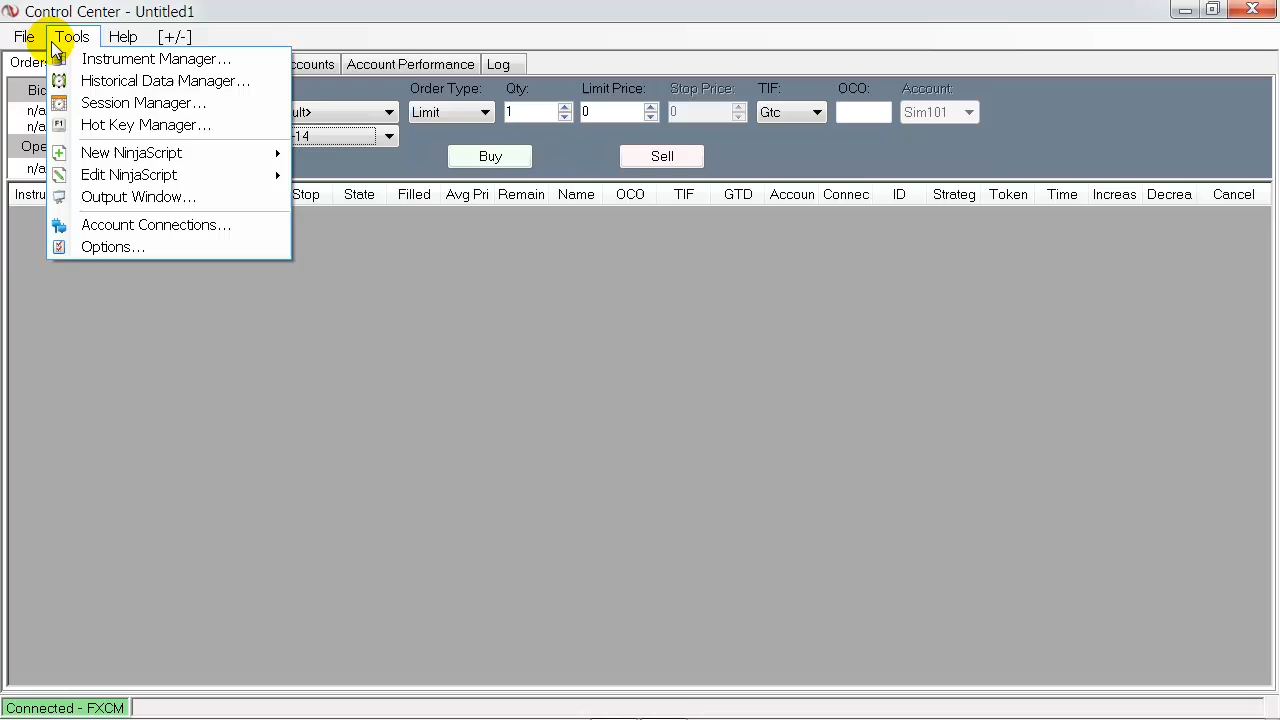 Control Center - Untitled1
File Tools Help [+/-]
Orders Account Performance Log
Instrument Manager...
Historical Data Manager...
Session Manager...
Hot Key Manager...
New NinjaScript
Edit NinjaScript
Output Window...
Account Connections...
Options...
Order Type: Qty: Limit Price: Stop Price: TIF: OCO: Account:
n/a Limit 1 0 0 Gtc Sim101
n/a -14
Buy Sell
n/a
Stop State Filled Avg Pri Remain Name OCO TIF GTD Accoun Connec ID Strateg Token Time Increas Decrea Cancel
Connected - FXCM